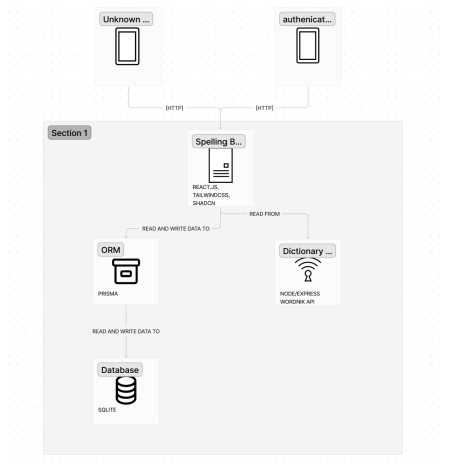 Unknown ...
authenicat...
[HTTP]
[HTTP]
Section 1
Spelling B...
REACT.JS,
TAILWINDCSS,
SHADCN
READ FROM
READ AND WRITE DATA TO
ORM
PRISMA
Dictionary ...
NODE/EXPRESS
WORDNIK API
READ AND WRITE DATA TO
Database
SQLITE